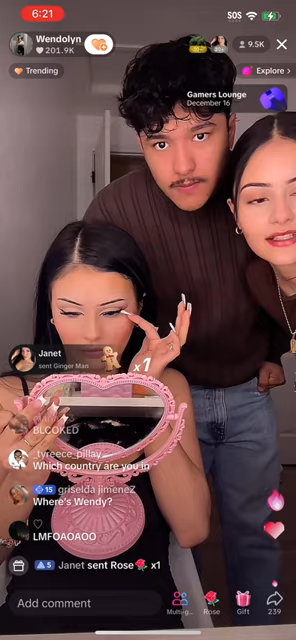 6:21
SOS
Wendolyn
201.9K
9.5K
Trending
Explore >
Gamers Lounge
December 16
Janet
sent Ginger Man
x1
BLCOKED
_tyreece_pillay_
Which country are you in
15 griselda jimeneZ
Where's Wendy?
LMFOAOAOO
5 Janet sent Rose x1
Add comment
Multi-g...
Rose
Gift
239